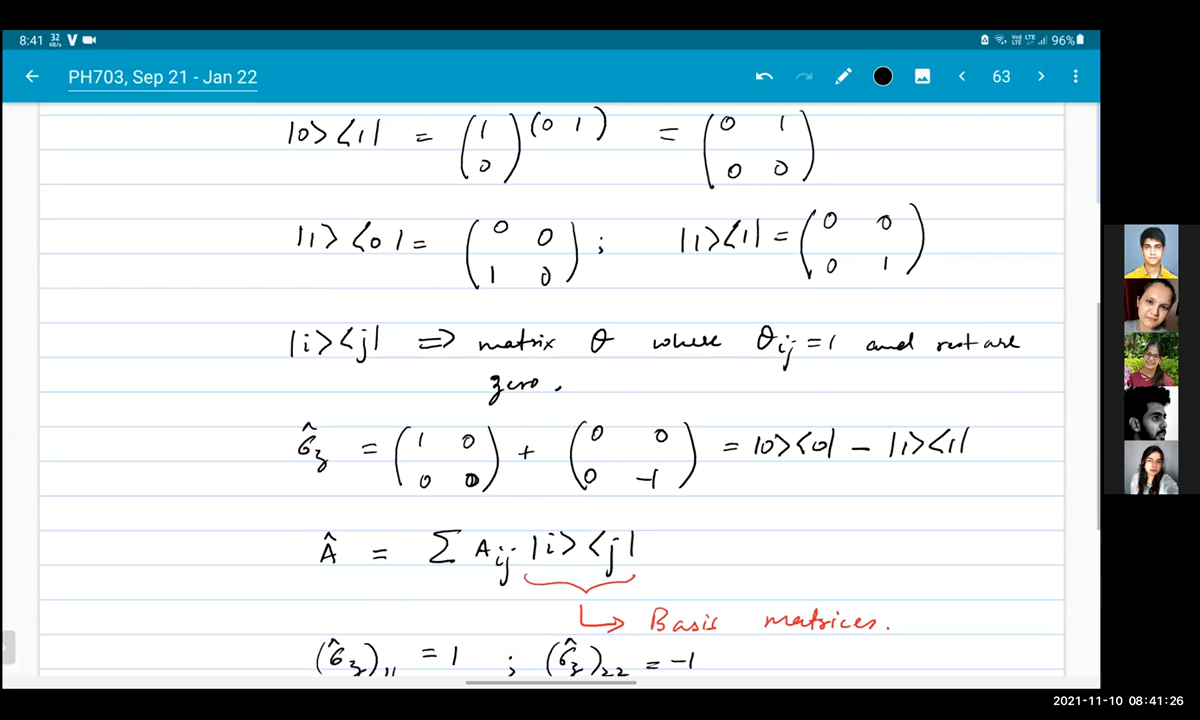 8:41 32 KB/s V VoI) LTE LTE 96%
PH703, Sep 21 - Jan 22 63
|0><1| = (1 0) (0 1) = (0 1 0 0)
|1><0| = (0 0 1 0) ; |1><1| = (0 0 0 1)
|i><j| ⇒ matrix θ where θij = 1 and rest are
zero.
σ̂z = (1 0 0 0) + (0 0 0 -1) = |0><0| - |1><1|
Â = Σ Aij |i><j|
↳ Basis matrices.
(σ̂z)11 = 1 ; (σ̂z)22 = -1
2021-11-10 08:41:26